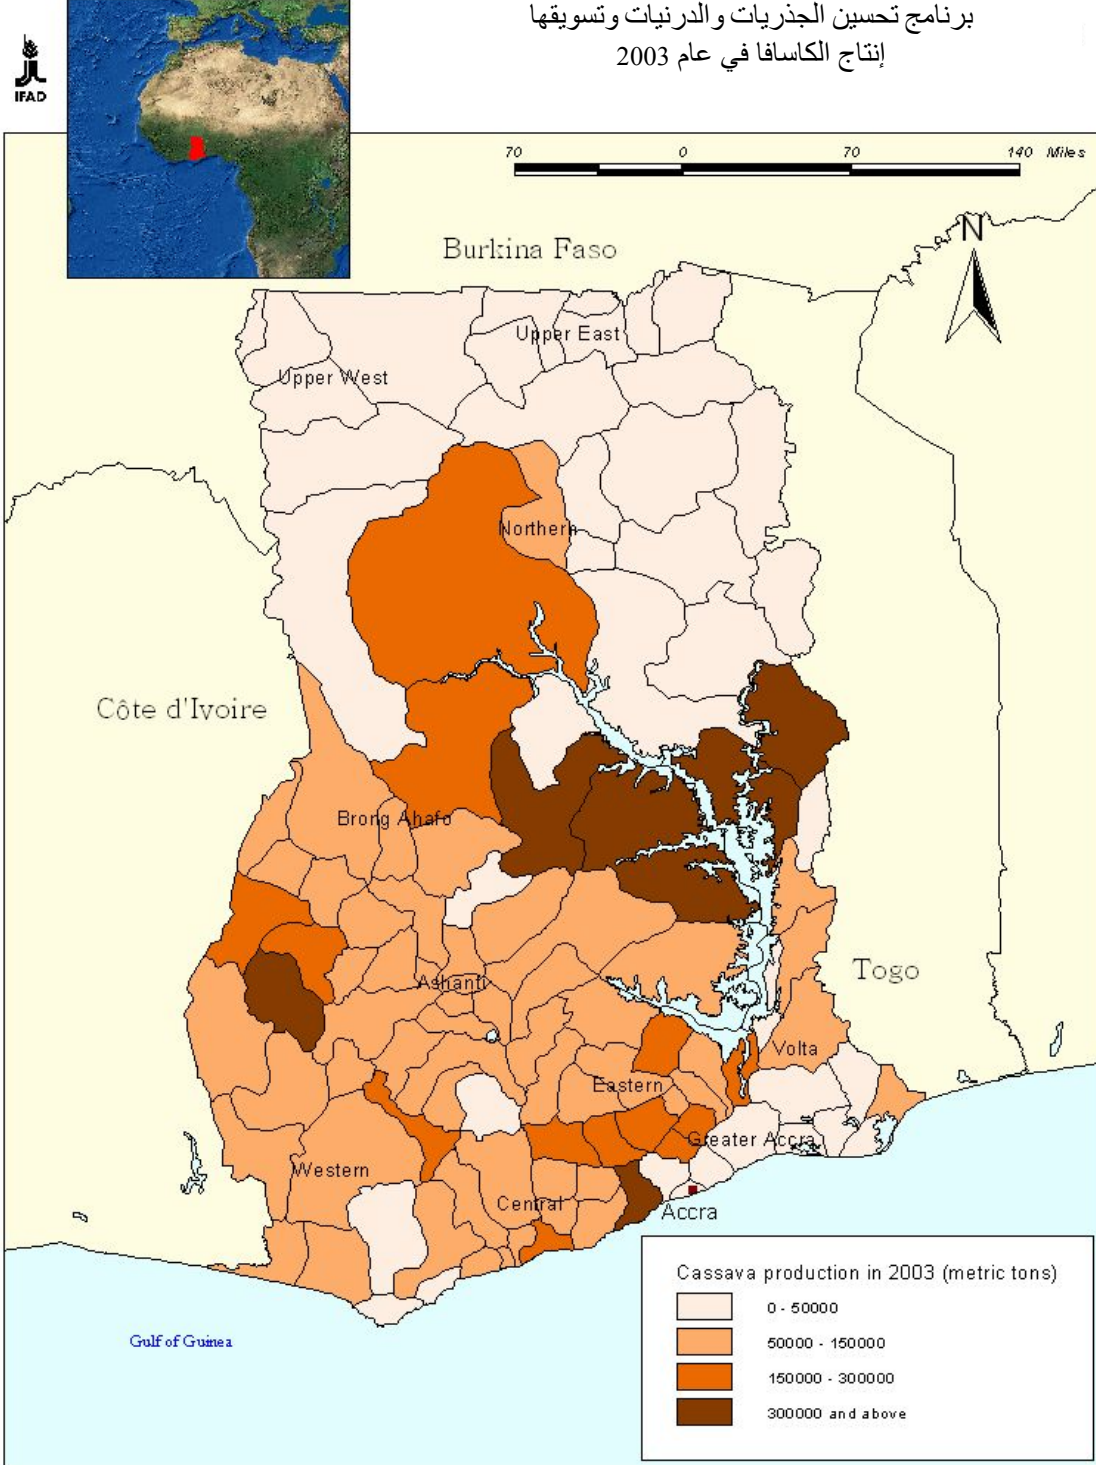 برنامج تحسين الجذريات والدرنيات وتسويقها
إنتاج الكاسافا في عام 2003
IFAD
70 0 70 140 Miles
N
Burkina Faso
Upper East
Upper West
Northern
Côte d'Ivoire
Brong Ahafo
Togo
Ashanti
Volta
Eastern
Greater Accra
Western
Central
Accra
Gulf of Guinea
Cassava production in 2003 (metric tons)
0 - 50000
50000 - 150000
150000 - 300000
300000 and above